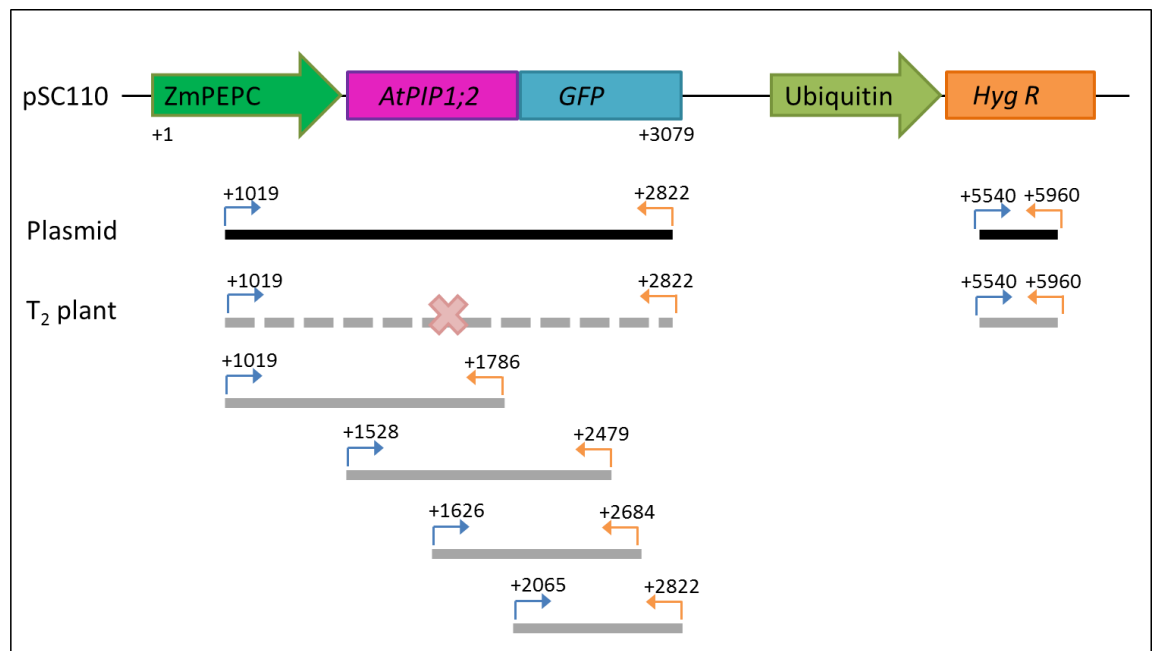 pSC110 ZmPEPC AtPIP1;2 GFP Ubiquitin Hyg R
+1 +3079
+1019 +2822 +5540 +5960
Plasmid
+1019 +2822 +5540 +5960
T₂ plant
+1019 +1786
+1528 +2479
+1626 +2684
+2065 +2822